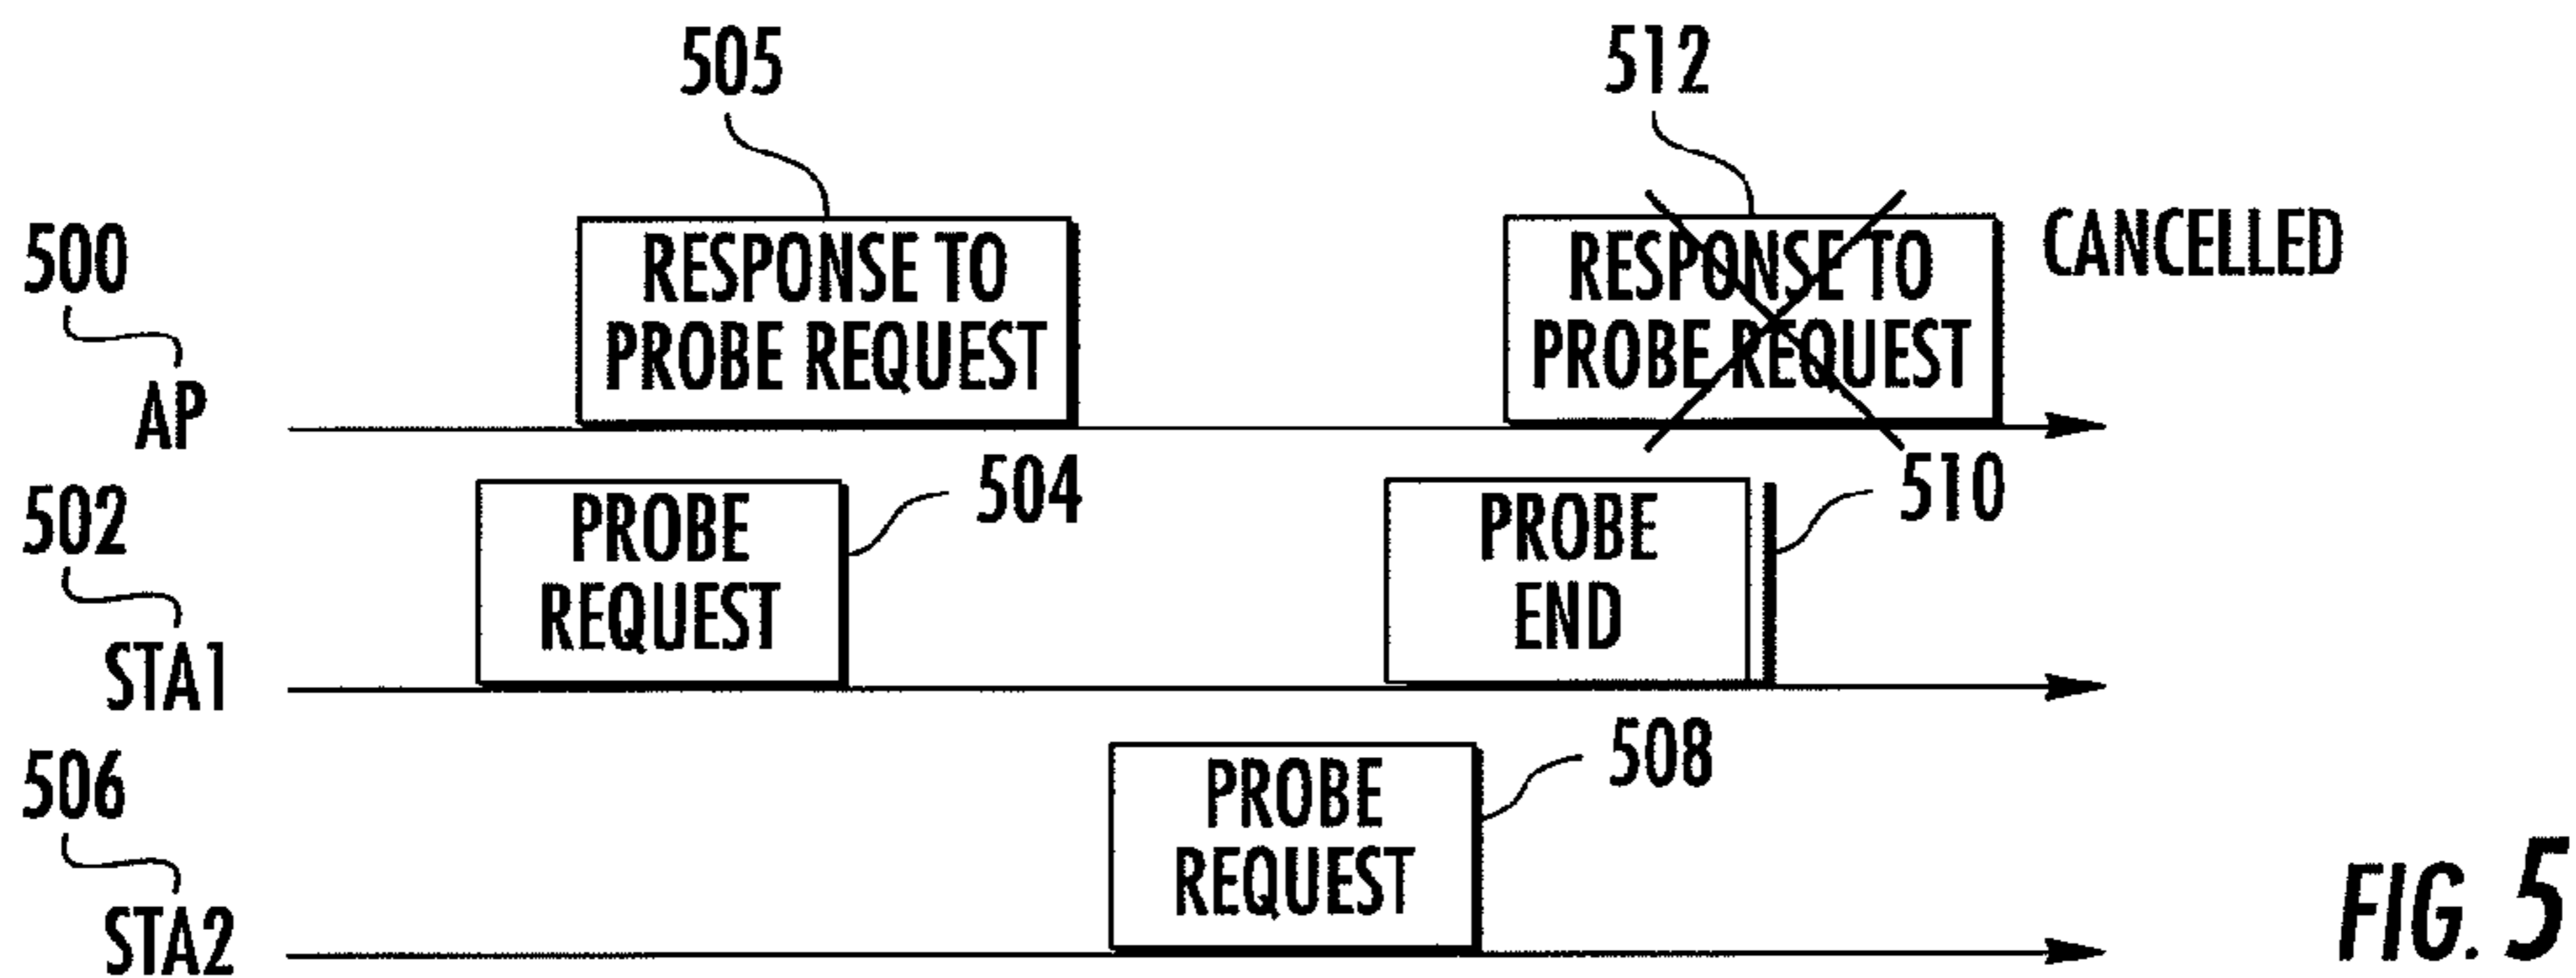 505
512
500
RESPONSE TO
PROBE REQUEST
RESPONSE TO
PROBE REQUEST
CANCELLED
AP
502
PROBE
REQUEST
504
PROBE
END
510
STA1
506
PROBE
REQUEST
508
STA2
FIG. 5